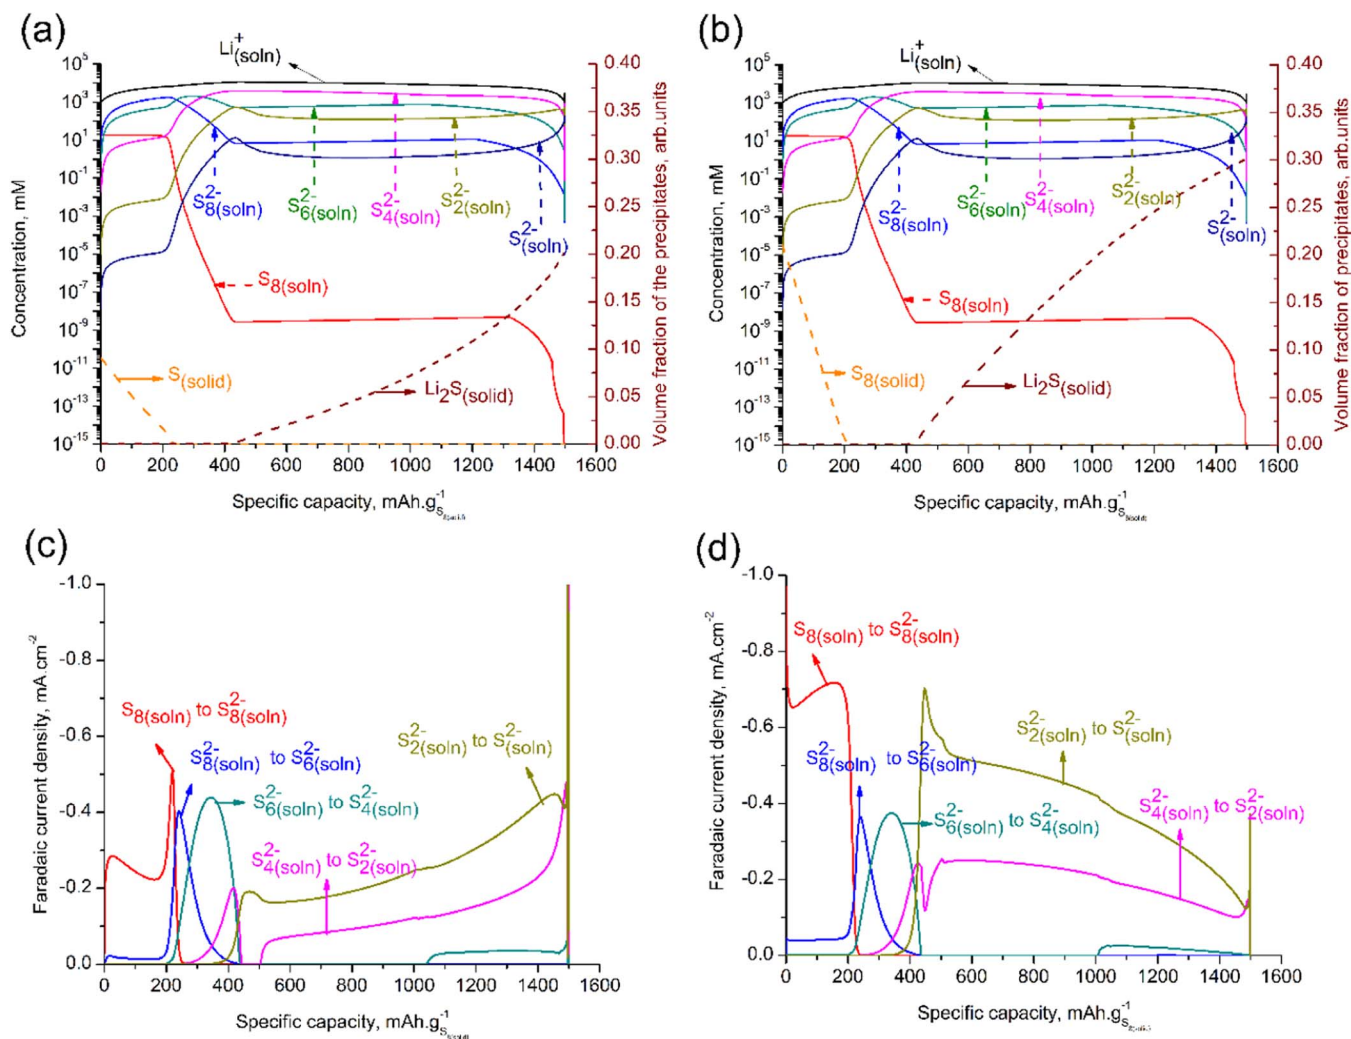 (a)
Li+(soln)
10^5
10^3
10^1
10^-1
10^-3
10^-5
10^-7
10^-9
10^-11
10^-13
10^-15
Concentration, mM
0.40
0.35
0.30
0.25
0.20
0.15
0.10
0.05
0.00
Volume fraction of the precipitates, arb.units
S8(soln)^2-
S6(soln)^2-
S4(soln)^2-
S2(soln)^2-
S(soln)^2-
S8(soln)
S(solid)
Li2S(solid)
0 200 400 600 800 1000 1200 1400 1600
Specific capacity, mAh.g^-1 S8(solid)
(b)
Li+(soln)
10^5
10^3
10^1
10^-1
10^-3
10^-5
10^-7
10^-9
10^-11
10^-13
10^-15
Concentration, mM
0.40
0.35
0.30
0.25
0.20
0.15
0.10
0.05
0.00
Volume fraction of precipitates, arb.units
S8(soln)^2-
S6(soln)^2-
S4(soln)^2-
S2(soln)^2-
S(soln)^2-
S8(soln)
S8(solid)
Li2S(solid)
0 200 400 600 800 1000 1200 1400 1600
Specific capacity, mAh.g^-1 S8(solid)
(c)
-1.0
-0.8
-0.6
-0.4
-0.2
0.0
Faradaic current density, mA.cm^-2
S8(soln) to S8(soln)^2-
S8(soln)^2- to S6(soln)^2-
S2(soln)^2- to S(soln)^2-
S6(soln)^2- to S4(soln)^2-
S4(soln)^2- to S2(soln)^2-
0 200 400 600 800 1000 1200 1400 1600
Specific capacity, mAh.g^-1 S8(solid)
(d)
-1.0
-0.8
-0.6
-0.4
-0.2
0.0
Faradaic current density, mA.cm^-2
S8(soln) to S8(soln)^2-
S2(soln)^2- to S(soln)^2-
S8(soln)^2- to S6(soln)^2-
S4(soln)^2- to S2(soln)^2-
S6(soln)^2- to S4(soln)^2-
0 200 400 600 800 1000 1200 1400 1600
Specific capacity, mAh.g^-1 S8(solid)